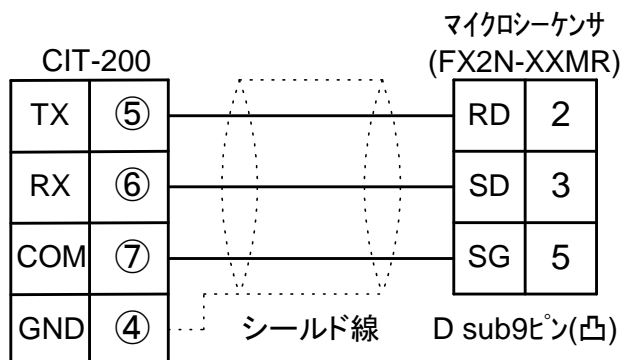 マイクロシーケンサ
CIT-200 (FX2N-XXMR)
TX ⑤ RD 2
RX ⑥ SD 3
COM ⑦ SG 5
GND ④ シールド線 D sub9ピン(凸)